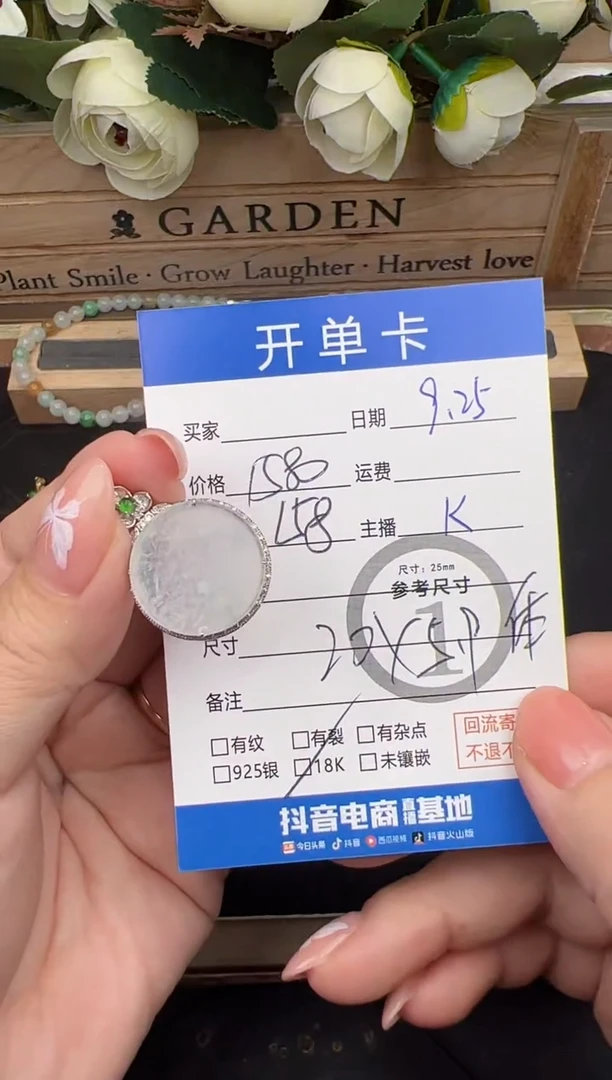 GARDEN
Plant Smile · Grow Laughter · Harvest love
开单卡
买家 日期 9.25
价格 1580 运费
158 主播 K
尺寸：25mm
参考尺寸
1
尺寸 20X5.9
备注
□有纹 □有裂 □有杂点
□925银 □18K □未镶嵌
回流寄
不退不
抖音电商直播基地
今日头条 抖音 西瓜视频 抖音火山版